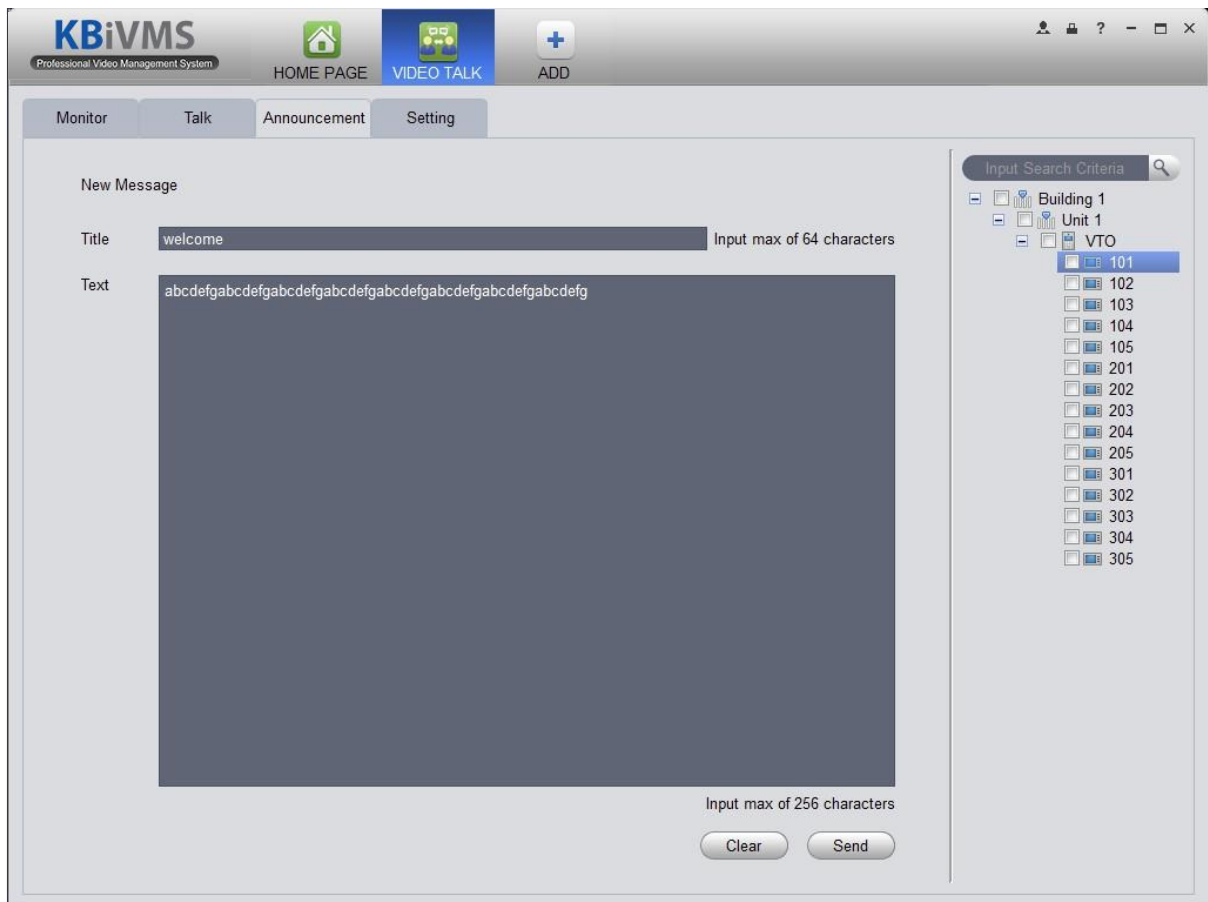 KBiVMS
Professional Video Management System
HOME PAGE
VIDEO TALK
ADD
?
Monitor
Talk
Announcement
Setting
New Message
Title
welcome
Input max of 64 characters
Text
abcdefgabcdefgabcdefgabcdefgabcdefgabcdefgabcdefgabcdefg
Input max of 256 characters
Clear
Send
Input Search Criteria
Building 1
Unit 1
VTO
101
102
103
104
105
201
202
203
204
205
301
302
303
304
305